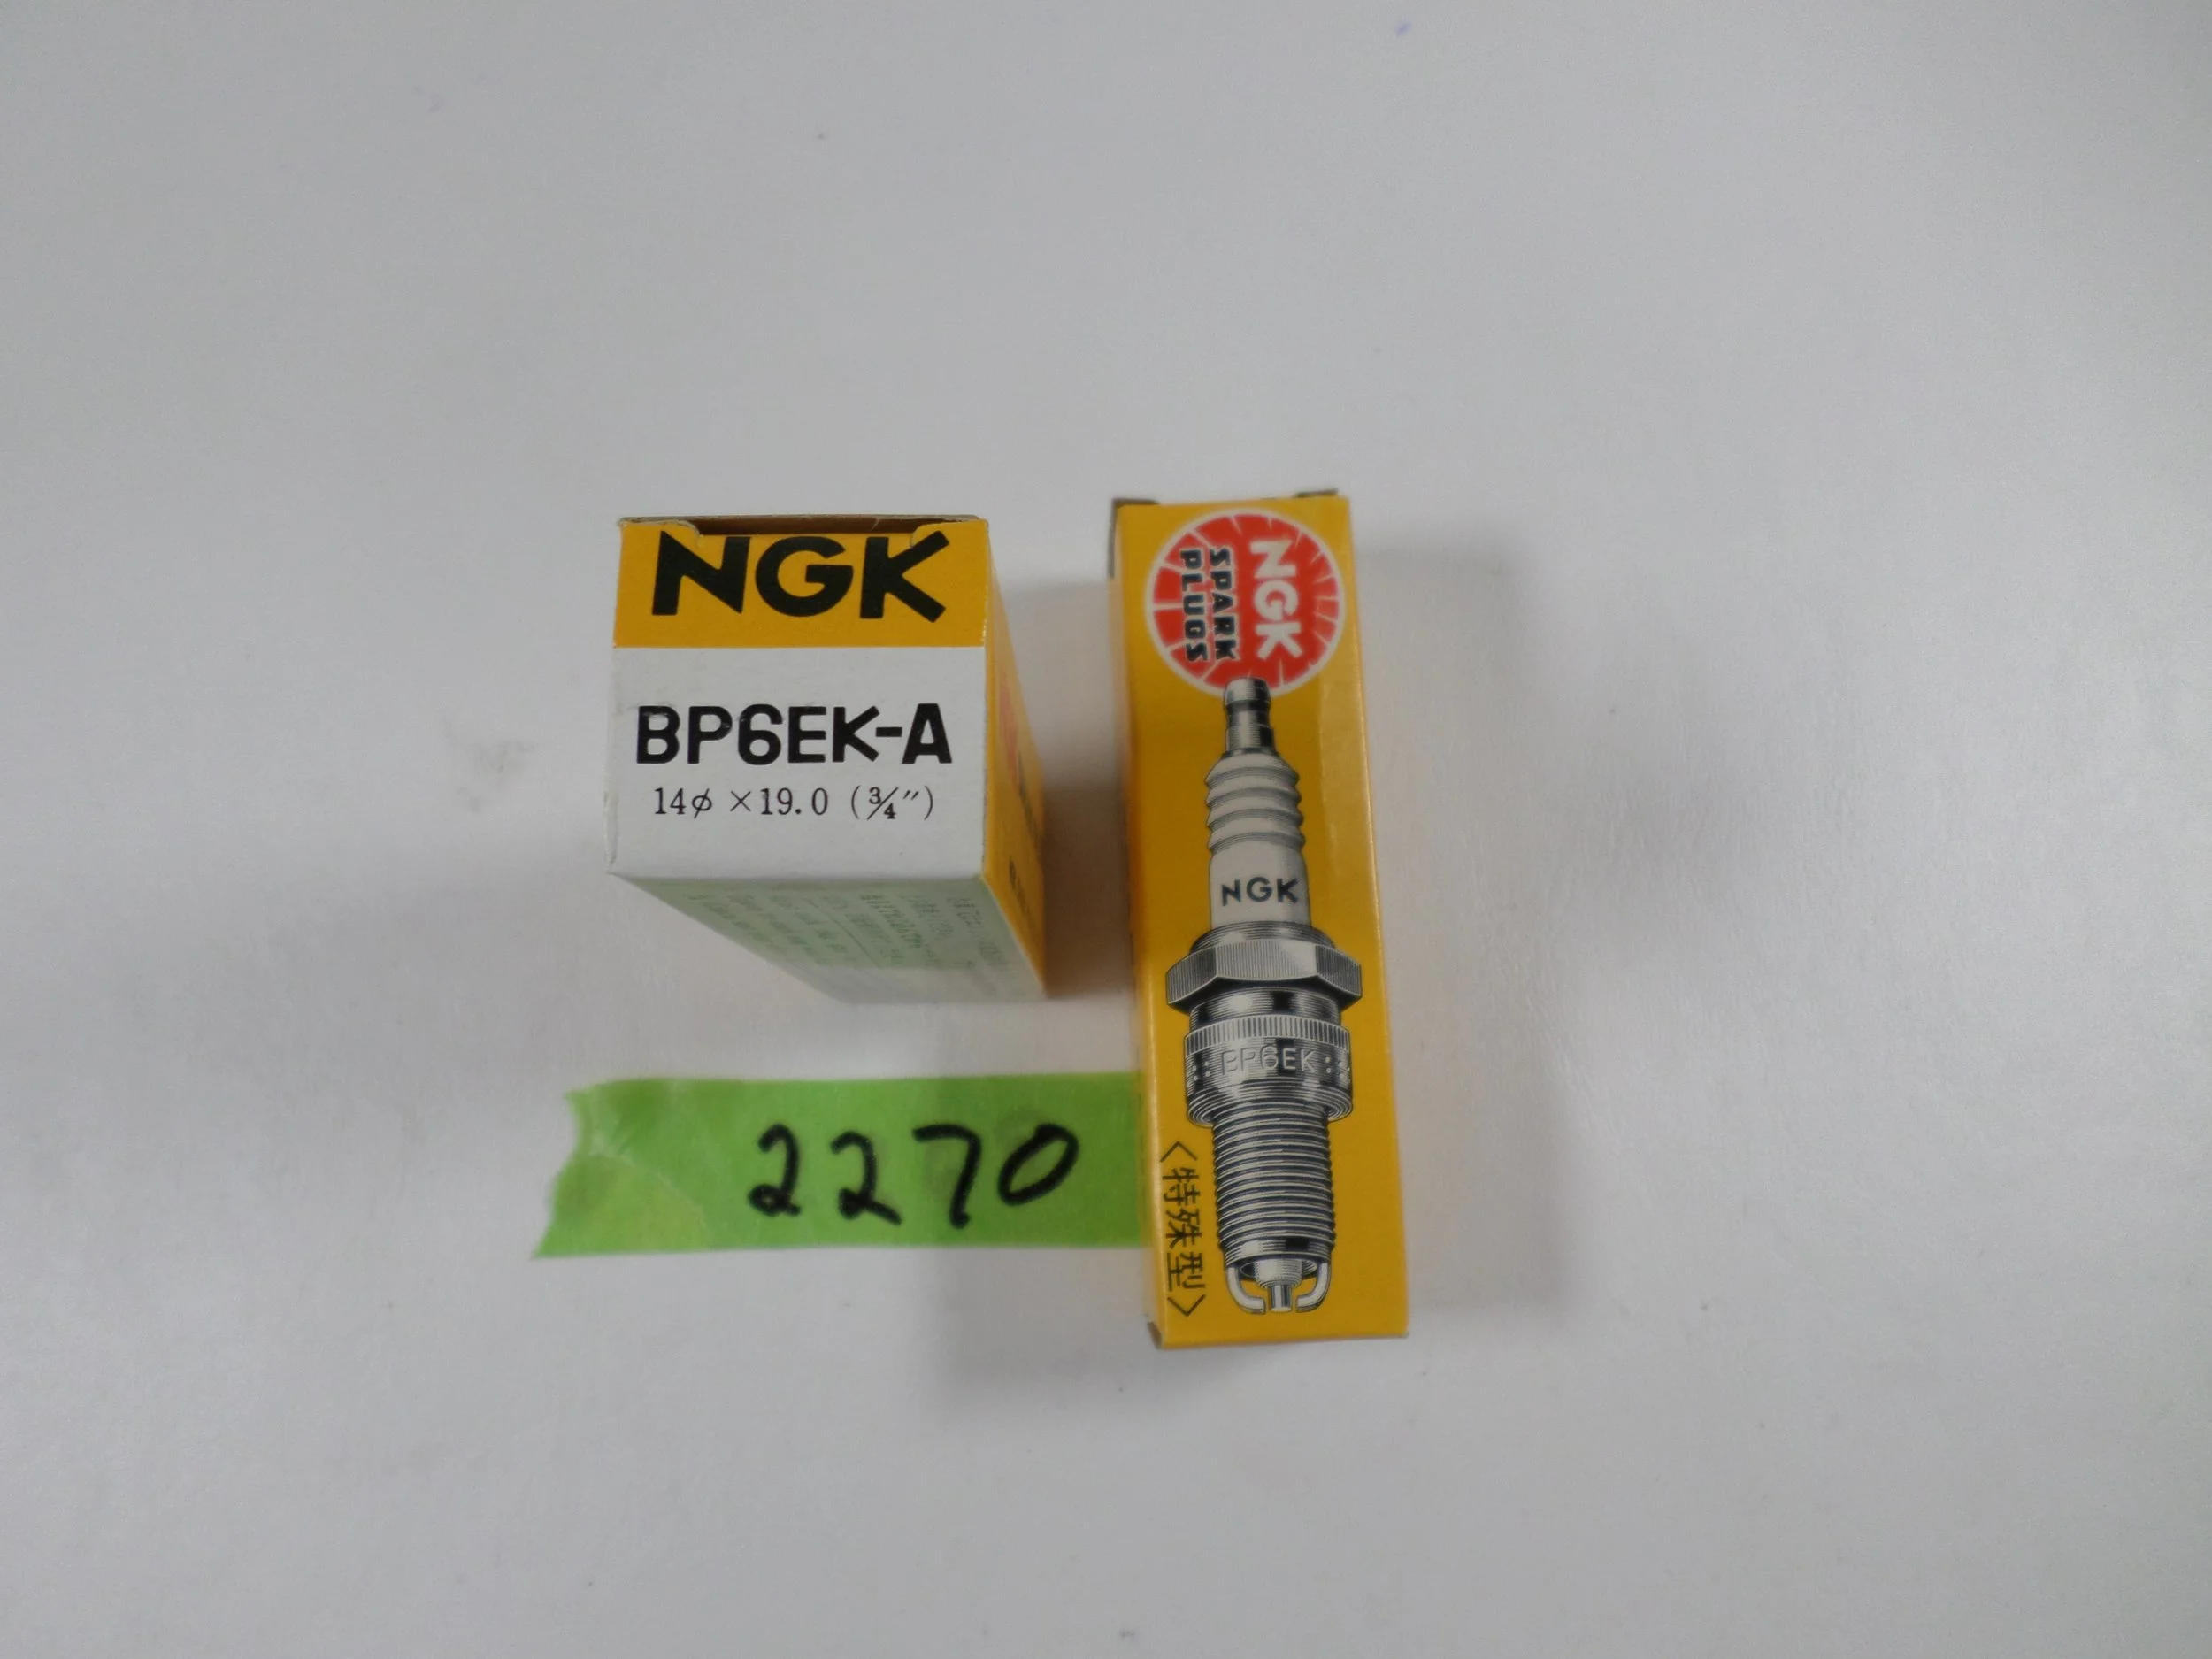 NGK
BP6EK-A
14φ ×19.0 (¾″)
NGK
SPARK
PLUGS
NGK
BP6EK
<特殊型>
2270